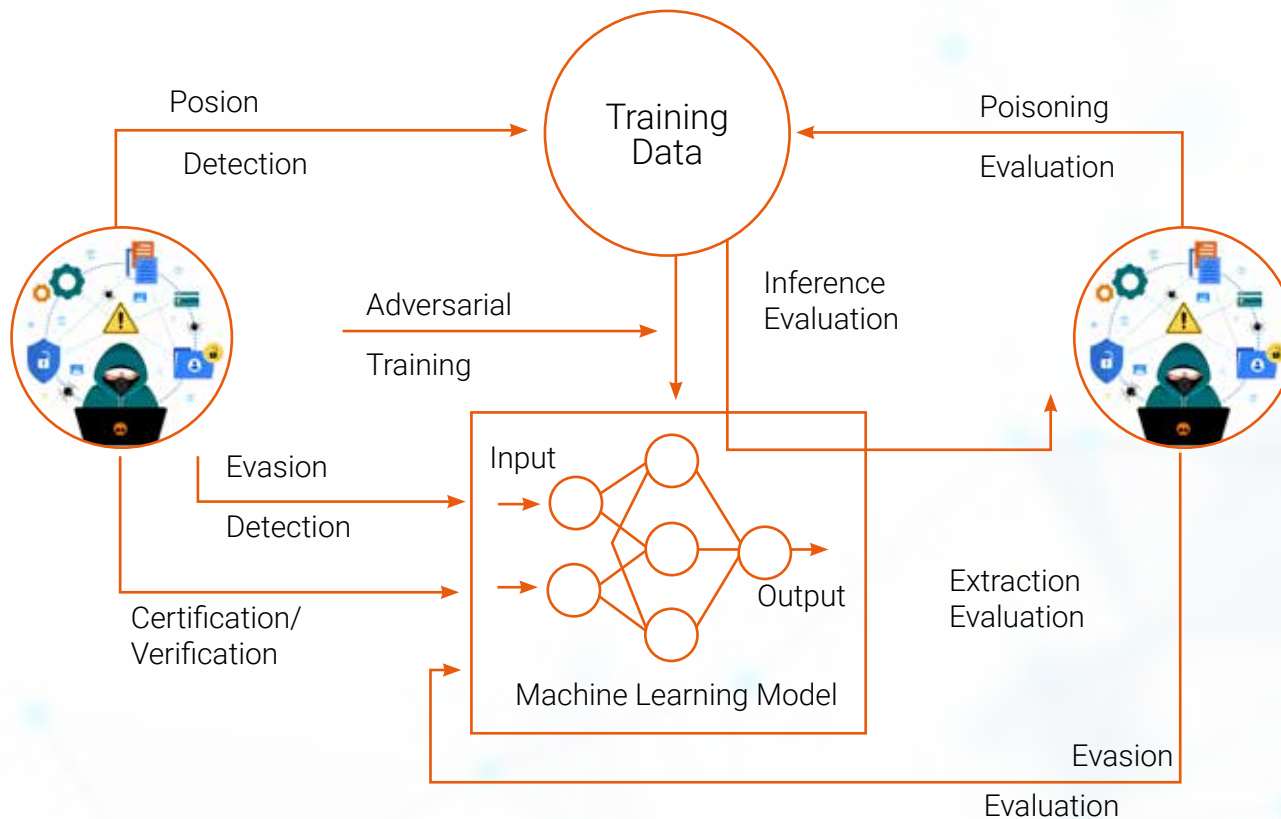 Posion
Detection
Training
Data
Poisoning
Evaluation
Adversarial
Training
Inference
Evaluation
Evasion
Detection
Input
Output
Certification/
Verification
Machine Learning Model
Extraction
Evaluation
Evasion
Evaluation